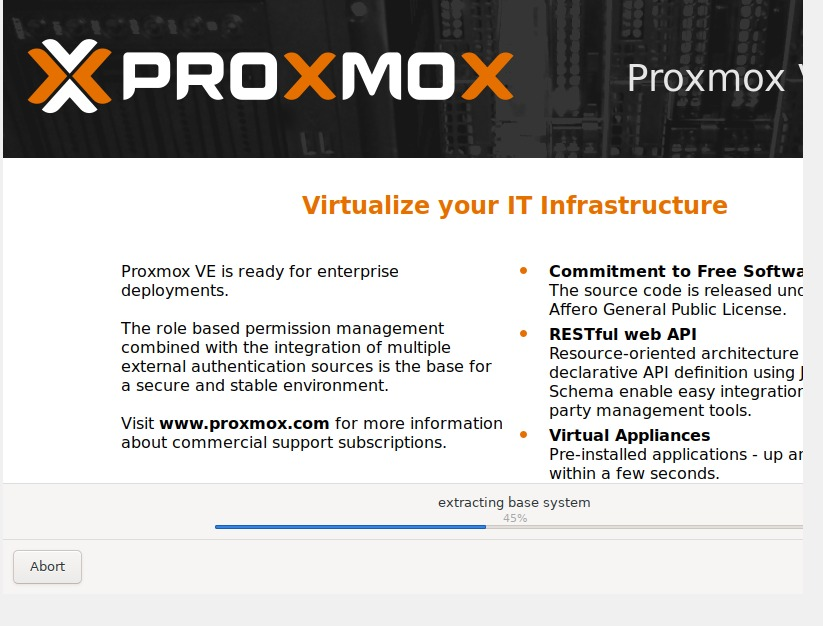 PROXMOX
Proxmox
Virtualize your IT Infrastructure
Proxmox VE is ready for enterprise
deployments.
The role based permission management
combined with the integration of multiple
external authentication sources is the base for
a secure and stable environment.
Visit www.proxmox.com for more information
about commercial support subscriptions.
Commitment to Free
The source code is released
Affero General Public License.
RESTful web API
Resource-oriented architecture
declarative API definition using
Schema enable easy
party management tools.
Virtual Appliances
Pre-installed applications - up
within a few seconds.
extracting base system
45%
Abort